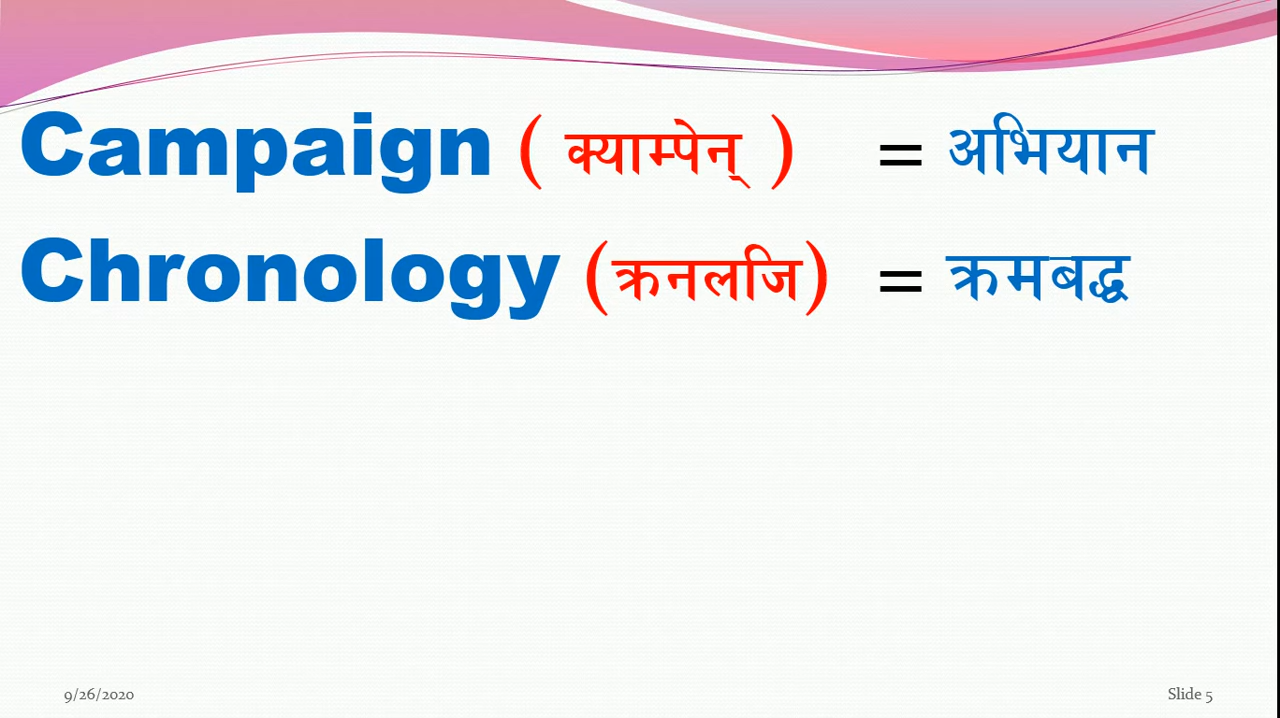 Campaign ( क्याम्पेन् ) = अभियान
Chronology (क्रनलजि) = क्रमबद्ध
9/26/2020 Slide 5